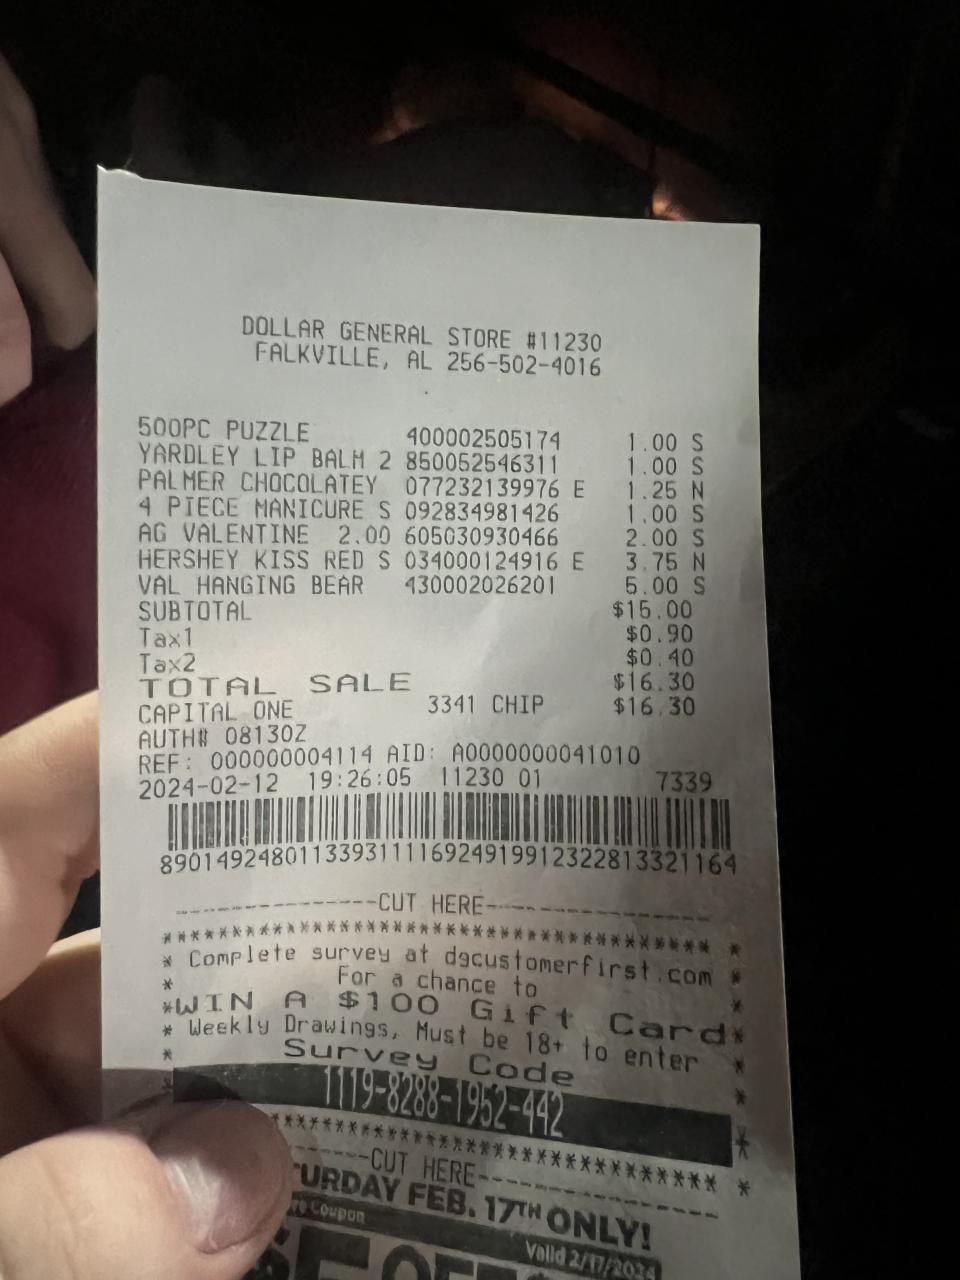 DOLLAR GENERAL STORE #11230
FALKVILLE, AL 256-502-4016
500PC PUZZLE 400002505174 1.00 S
YARDLEY LIP BALM 2 850052546311 1.00 S
PALMER CHOCOLATEY 077232139976 E 1.25 N
4 PIECE MANICURE S 092834981426 1.00 S
AG VALENTINE 2.00 605030930466 2.00 S
HERSHEY KISS RED S 034000124916 E 3.75 N
VAL HANGING BEAR 430002026201 5.00 S
SUBTOTAL $15.00
Tax1 $0.90
Tax2 $0.40
TOTAL SALE $16.30
CAPITAL ONE 3341 CHIP $16.30
AUTH# 08130Z
REF: 000000004114 AID: A0000000041010
2024-02-12 19:26:05 11230 01 7339
890149248011339311116924919912322813321164
------------------CUT HERE------------------
****************************************
* Complete survey at dgcustomerfirst.com *
* For a chance to *
*WIN A $100 Gift Card*
* Weekly Drawings, Must be 18+ to enter *
* Survey Code *
1119-8288-1952-442
****************************************
CUT HERE------------------
URDAY FEB. 17TH ONLY!
Coupon
Valid 2/17/2024